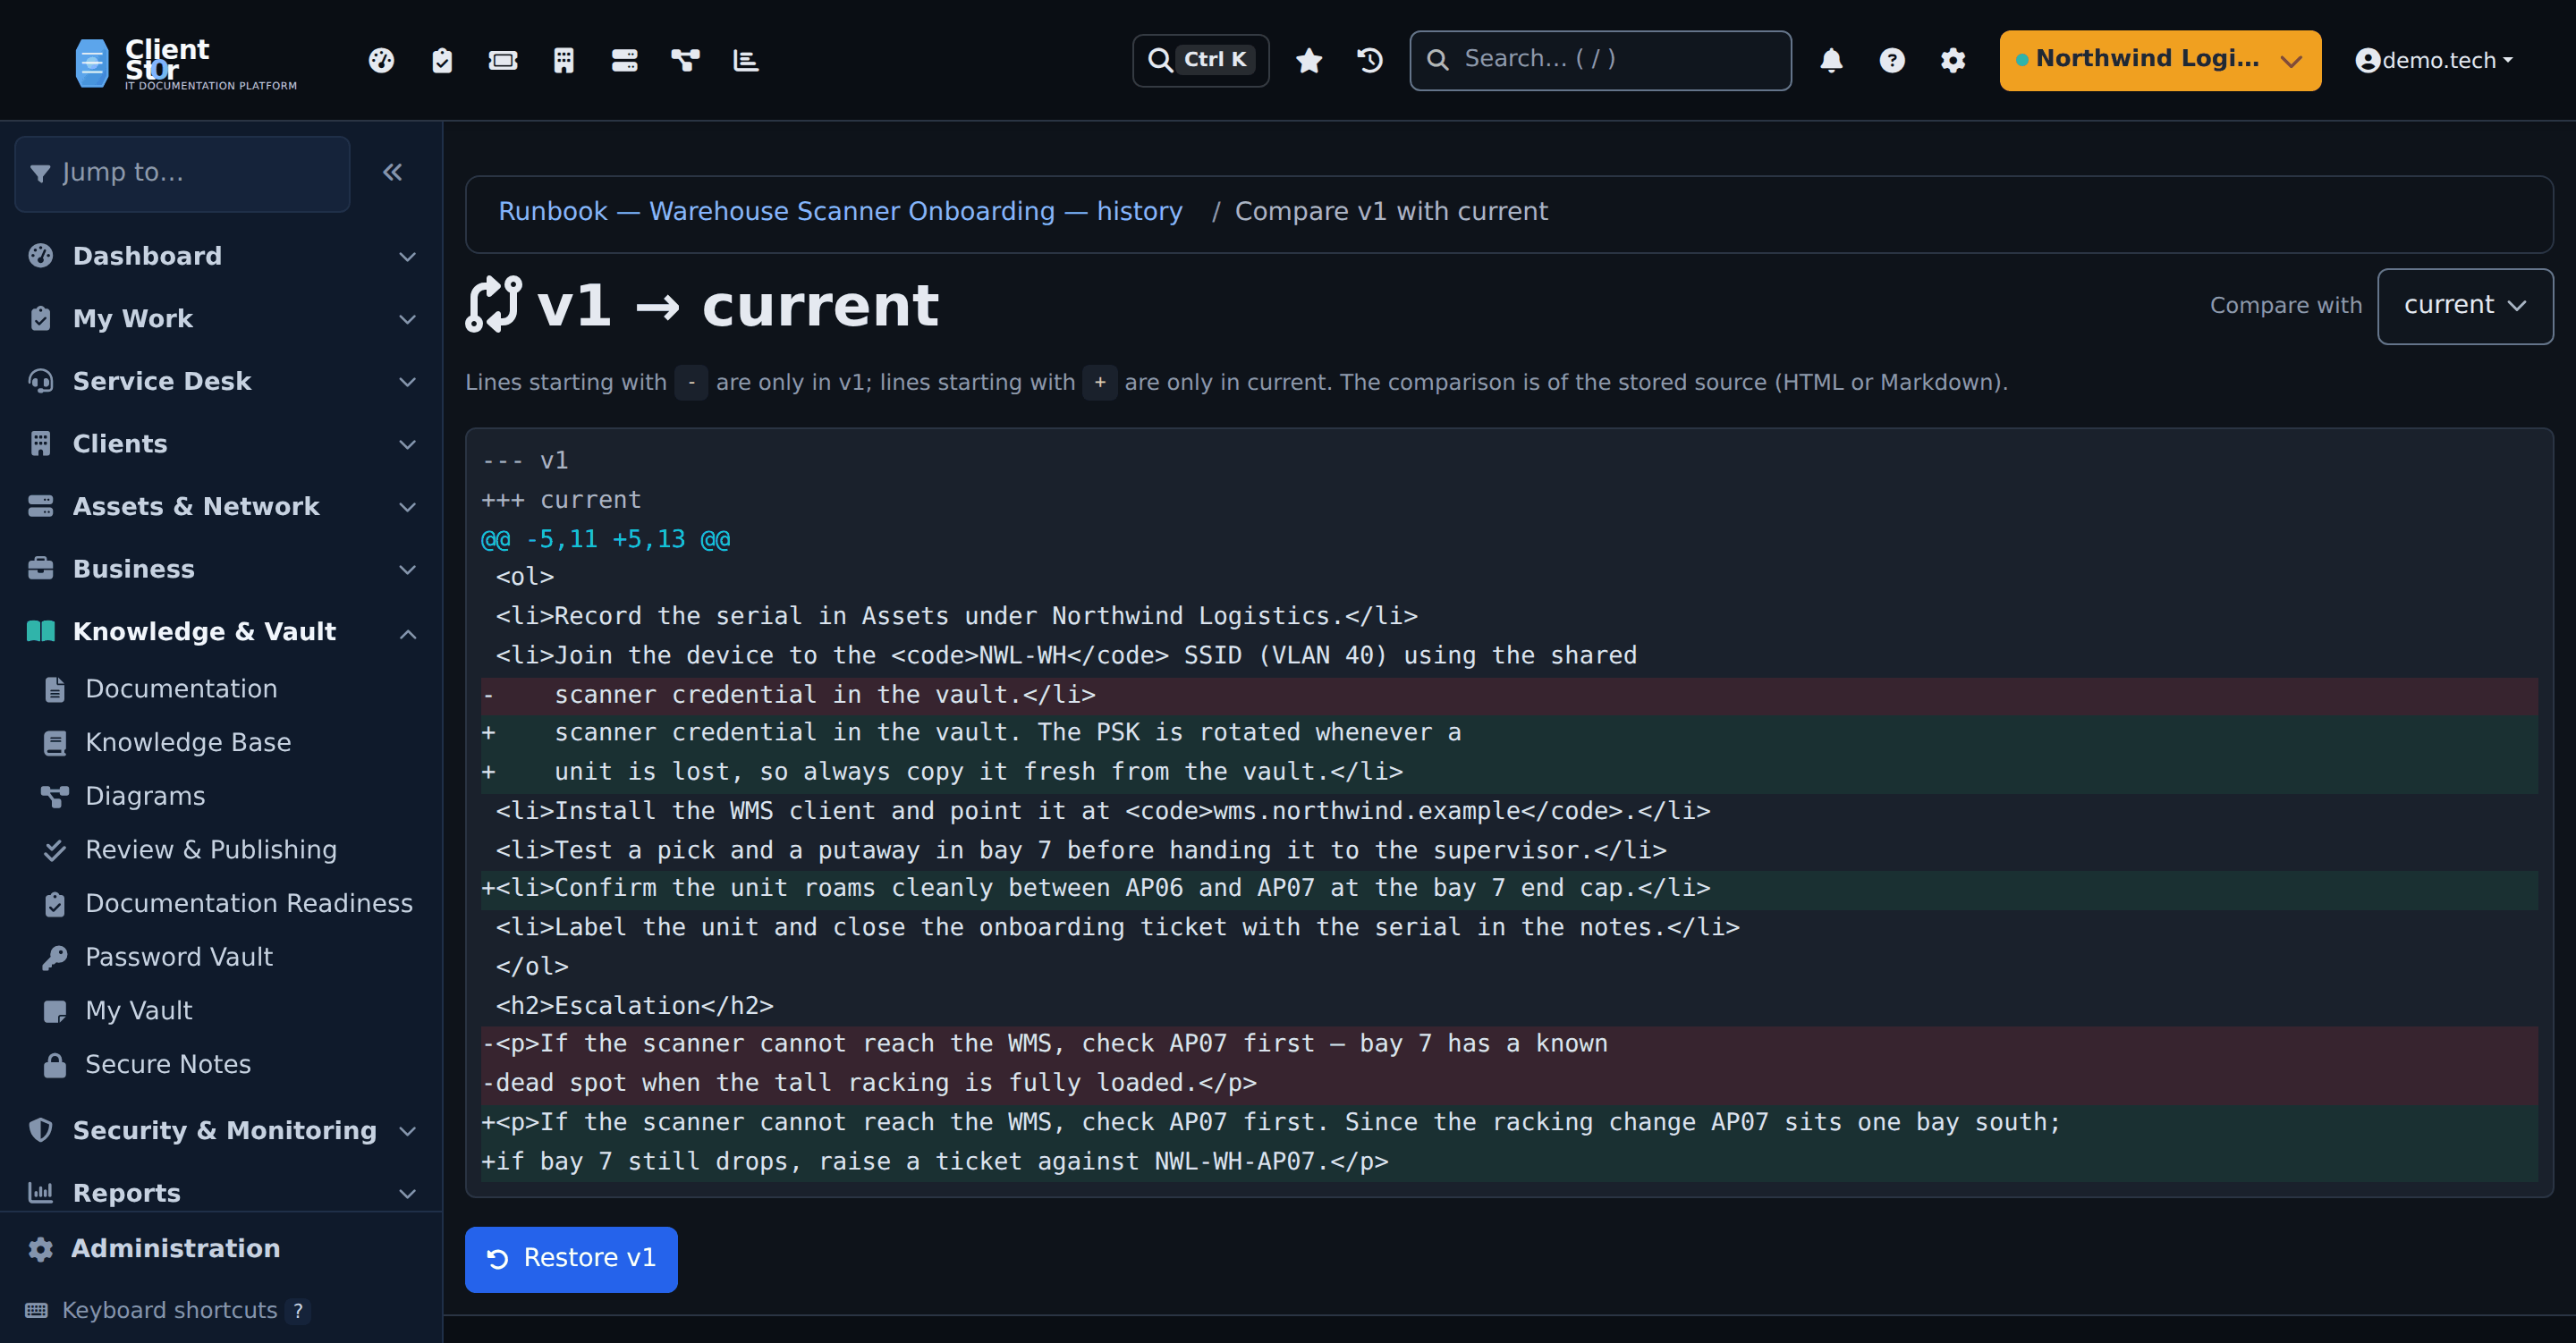 Client
St0r
IT DOCUMENTATION PLATFORM
Ctrl K
Search... ( / )
Northwind Logi...
demo.tech
Jump to...
Dashboard
My Work
Service Desk
Clients
Assets & Network
Business
Knowledge & Vault
Documentation
Knowledge Base
Diagrams
Review & Publishing
Documentation Readiness
Password Vault
My Vault
Secure Notes
Security & Monitoring
Reports
Administration
Keyboard shortcuts ?
Runbook — Warehouse Scanner Onboarding — history / Compare v1 with current
v1 → current
Compare with current
Lines starting with - are only in v1; lines starting with + are only in current. The comparison is of the stored source (HTML or Markdown).
--- v1
+++ current
@@ -5,11 +5,13 @@
 <ol>
 <li>Record the serial in Assets under Northwind Logistics.</li>
 <li>Join the device to the <code>NWL-WH</code> SSID (VLAN 40) using the shared
-    scanner credential in the vault.</li>
+    scanner credential in the vault. The PSK is rotated whenever a
+    unit is lost, so always copy it fresh from the vault.</li>
 <li>Install the WMS client and point it at <code>wms.northwind.example</code>.</li>
 <li>Test a pick and a putaway in bay 7 before handing it to the supervisor.</li>
+<li>Confirm the unit roams cleanly between AP06 and AP07 at the bay 7 end cap.</li>
 <li>Label the unit and close the onboarding ticket with the serial in the notes.</li>
 </ol>
 <h2>Escalation</h2>
-<p>If the scanner cannot reach the WMS, check AP07 first — bay 7 has a known
-dead spot when the tall racking is fully loaded.</p>
+<p>If the scanner cannot reach the WMS, check AP07 first. Since the racking change AP07 sits one bay south;
+if bay 7 still drops, raise a ticket against NWL-WH-AP07.</p>
Restore v1